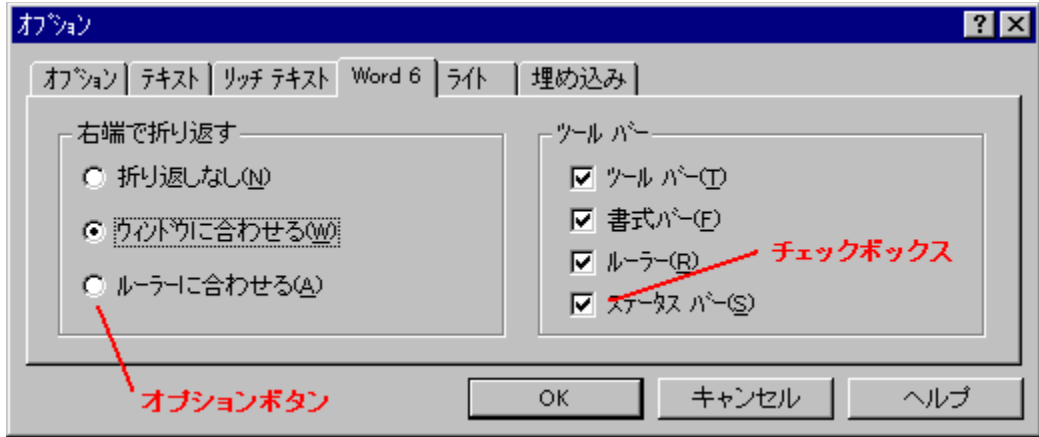 オプション
オプション テキスト リッチ テキスト Word 6 ライト 埋め込み
右端で折り返す
折り返しなし(N)
ウィンドウに合わせる(W)
ルーラーに合わせる(A)
ツール バー
ツール バー(T)
書式バー(F)
ルーラー(R)
ステータス バー(S)
チェックボックス
オプションボタン
OK キャンセル ヘルプ